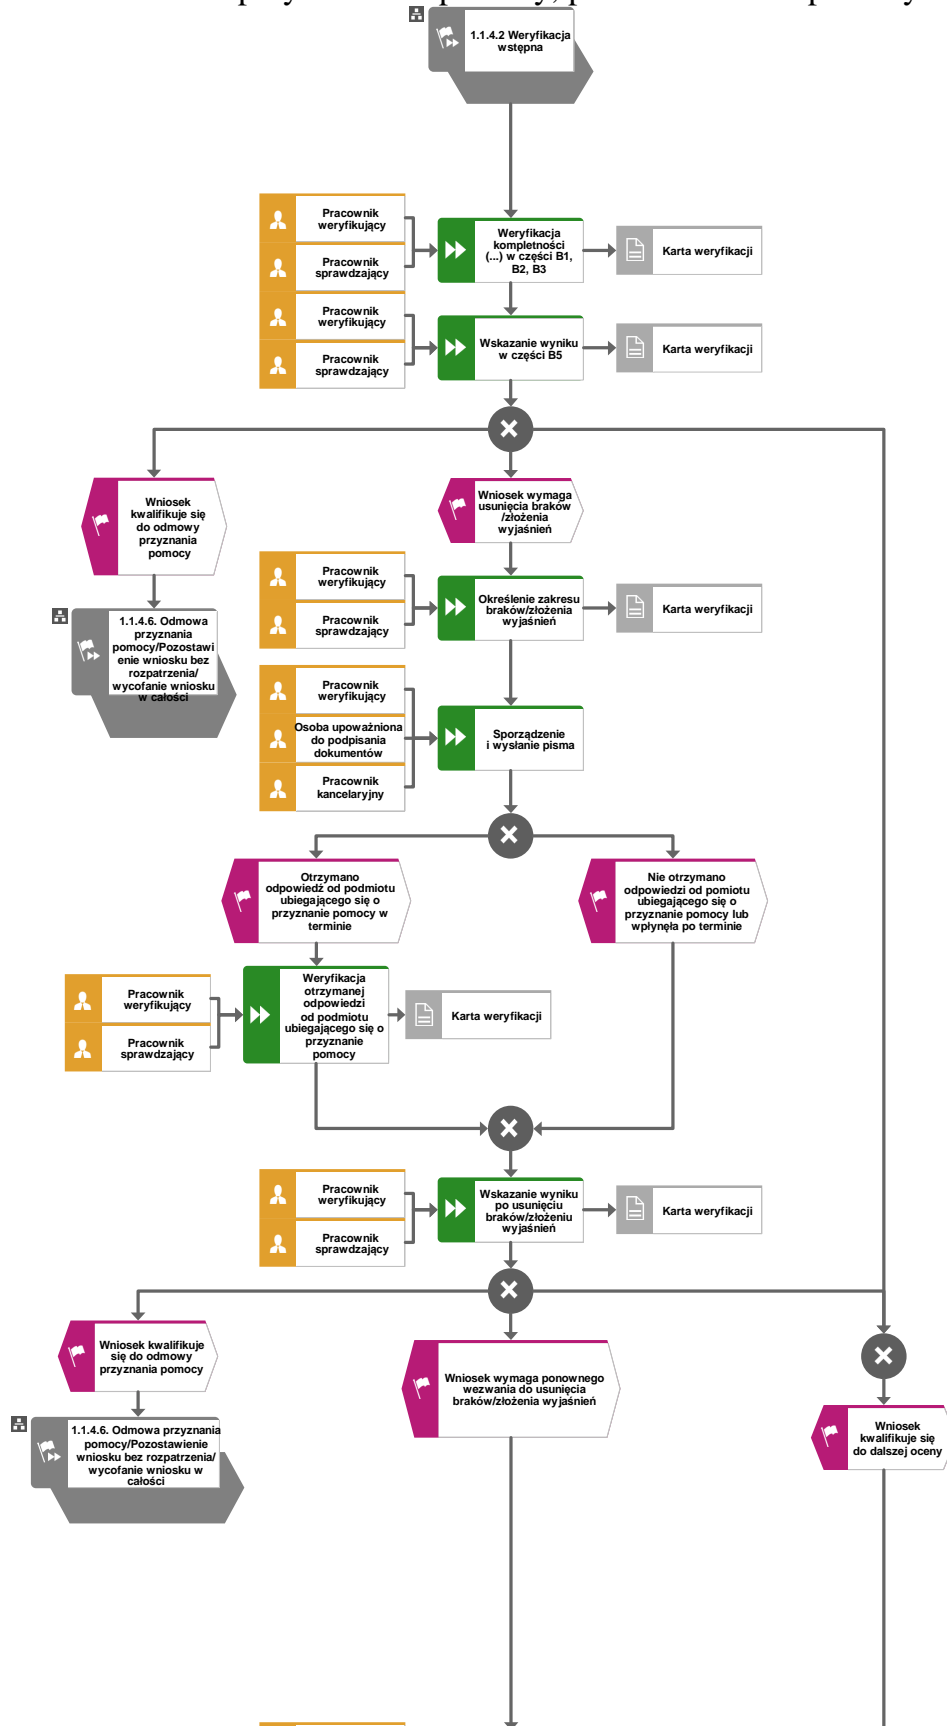 1.1.4.2 Weryfikacja
wstępna
Pracownik
weryfikujący
Pracownik
sprawdzający
Weryfikacja
kompletności
(...) w części B1,
B2, B3
Karta weryfikacji
Pracownik
weryfikujący
Pracownik
sprawdzający
Wskazanie wyniku
w części B5
Karta weryfikacji
Wniosek
kwalifikuje się
do odmowy
przyznania
pomocy
Wniosek wymaga
usunięcia braków
/złożenia
wyjaśnień
1.1.4.6. Odmowa
przyznania
pomocy/Pozostawi
enie wniosku bez
rozpatrzenia/
wycofanie wniosku
w całości
Pracownik
weryfikujący
Pracownik
sprawdzający
Określenie zakresu
braków/złożenia
wyjaśnień
Karta weryfikacji
Pracownik
weryfikujący
Osoba upoważniona
do podpisania
dokumentów
Pracownik
kancelaryjny
Sporządzenie
i wysłanie pisma
Otrzymano
odpowiedź od podmiotu
ubiegającego się o
przyznanie pomocy w
terminie
Nie otrzymano
odpowiedzi od pomiotu
ubiegającego się o
przyznanie pomocy lub
wpłynęła po terminie
Pracownik
weryfikujący
Pracownik
sprawdzający
Weryfikacja
otrzymanej
odpowiedzi
od podmiotu
ubiegającego się o
przyznanie
pomocy
Karta weryfikacji
Pracownik
weryfikujący
Pracownik
sprawdzający
Wskazanie wyniku
po usunięciu
braków/złożeniu
wyjaśnień
Karta weryfikacji
Wniosek kwalifikuje
się do odmowy
przyznania pomocy
Wniosek wymaga ponownego
wezwania do usunięcia
braków/złożenia wyjaśnień
Wniosek
kwalifikuje się
do dalszej oceny
1.1.4.6. Odmowa przyznania
pomocy/Pozostawienie
wniosku bez rozpatrzenia/
wycofanie wniosku w
całości